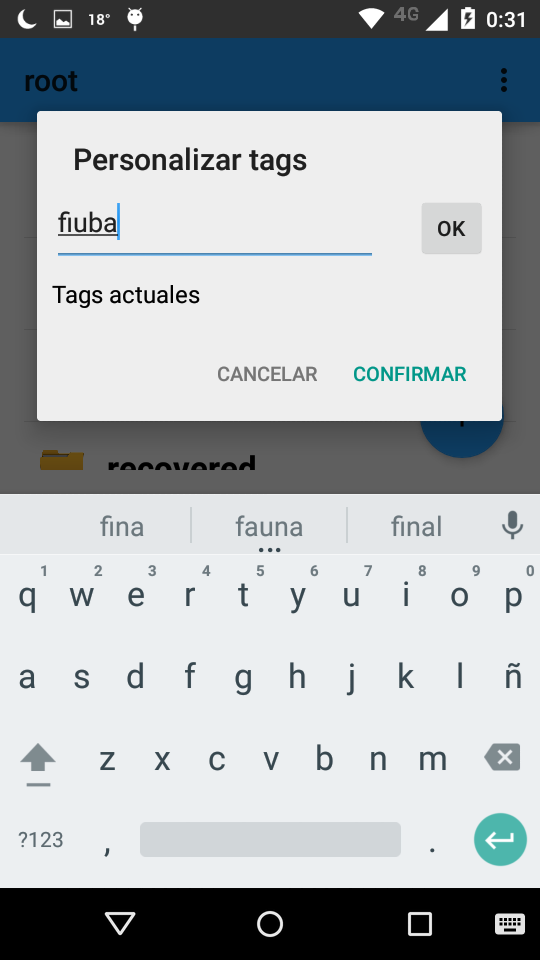 18° 4G 0:31
root
Personalizar tags
fiuba OK
Tags actuales
CANCELAR CONFIRMAR
recovered
fina fauna final
1 2 3 4 5 6 7 8 9 0
q w e r t y u i o p
a s d f g h j k l ñ
z x c v b n m
?123 , .